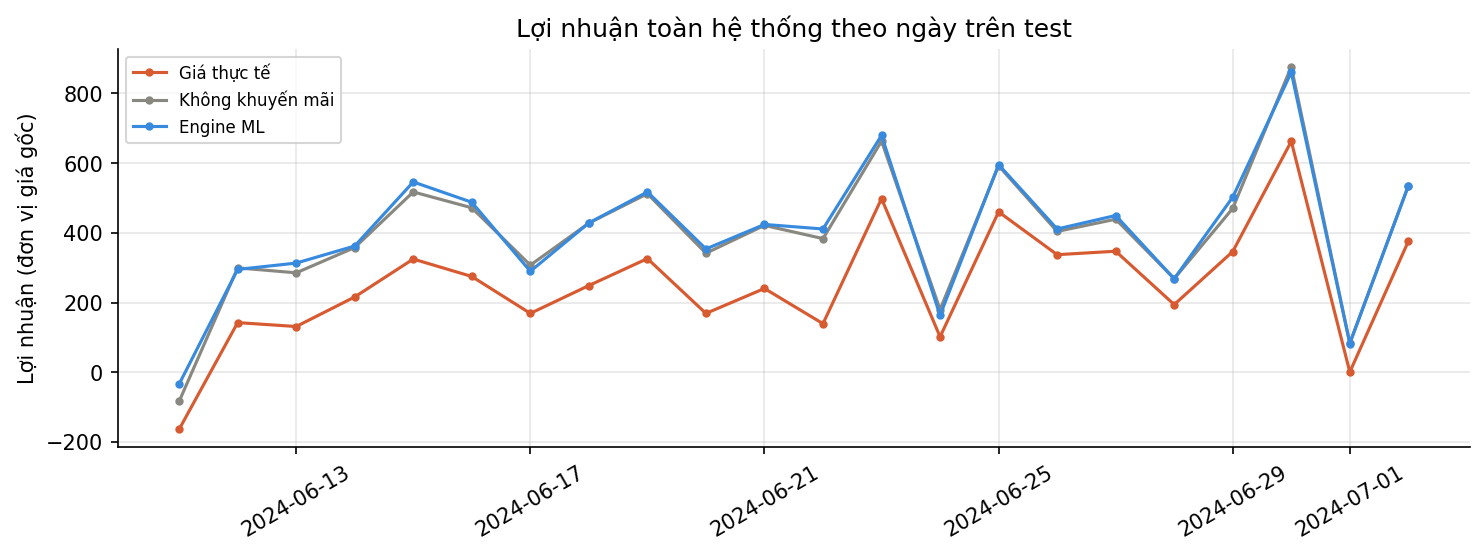 Lợi nhuận toàn hệ thống theo ngày trên test
Giá thực tế
Không khuyến mãi
Engine ML
Lợi nhuận (đơn vị giá gốc)
800
600
400
200
0
−200
2024-06-13
2024-06-17
2024-06-21
2024-06-25
2024-06-29
2024-07-01